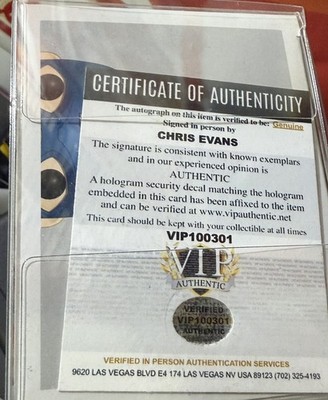 CERTIFICATE OF AUTHENTICITY
The autograph on this item is verified to be: Genuine
Signed in person by
CHRIS EVANS
The signature is consistent with known exemplars
and in our experienced opinion is
AUTHENTIC
A hologram security decal matching the hologram
embedded in this card has been affixed to the item
and can be verified at www.vipauthentic.net
This card should be kept with your collectible at all times
VIP100301
VIP
AUTHENTIC
VERIFIED
VIP100301
AUTHENTIC
VERIFIED IN PERSON AUTHENTICATION SERVICES
9620 LAS VEGAS BLVD E4 174 LAS VEGAS NV USA 89123 (702) 325-4193